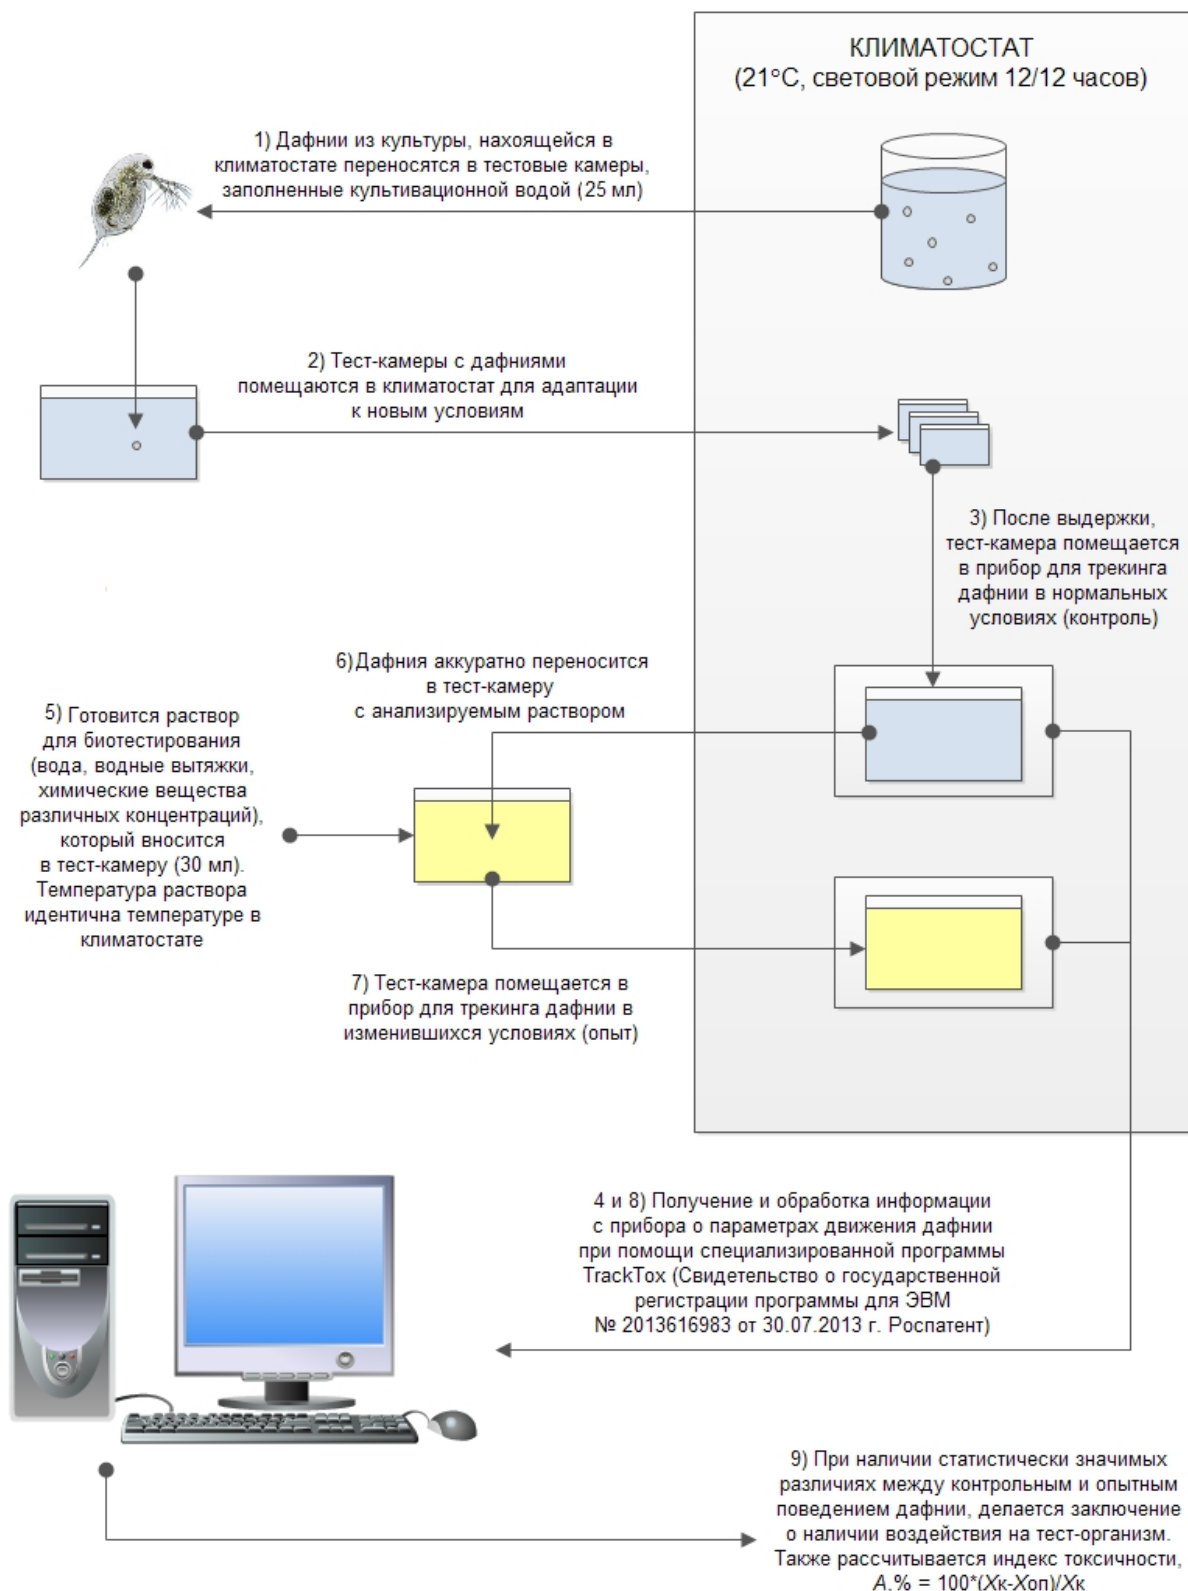 КЛИМАТОСТАТ
(21°C, световой режим 12/12 часов)
1) Дафнии из культуры, нахоящейся в
климатостате переносятся в тестовые камеры,
заполненные культивационной водой (25 мл)
2) Тест-камеры с дафниями
помещаются в климатостат для адаптации
к новым условиям
3) После выдержки,
тест-камера помещается
в прибор для трекинга
дафнии в нормальных
условиях (контроль)
6) Дафния аккуратно переносится
в тест-камеру
с анализируемым раствором
5) Готовится раствор
для биотестирования
(вода, водные вытяжки,
химические вещества
различных концентраций),
который вносится
в тест-камеру (30 мл).
Температура раствора
идентична температуре в
климатостате
7) Тест-камера помещается в
прибор для трекинга дафнии в
изменившихся условиях (опыт)
4 и 8) Получение и обработка информации
с прибора о параметрах движения дафнии
при помощи специализированной программы
TrackTox (Свидетельство о государственной
регистрации программы для ЭВМ
№ 2013616983 от 30.07.2013 г. Роспатент)
9) При наличии статистически значимых
различиях между контрольным и опытным
поведением дафнии, делается заключение
о наличии воздействия на тест-организм.
Также рассчитывается индекс токсичности,
A,% = 100*(Xк-Xоп)/Xк